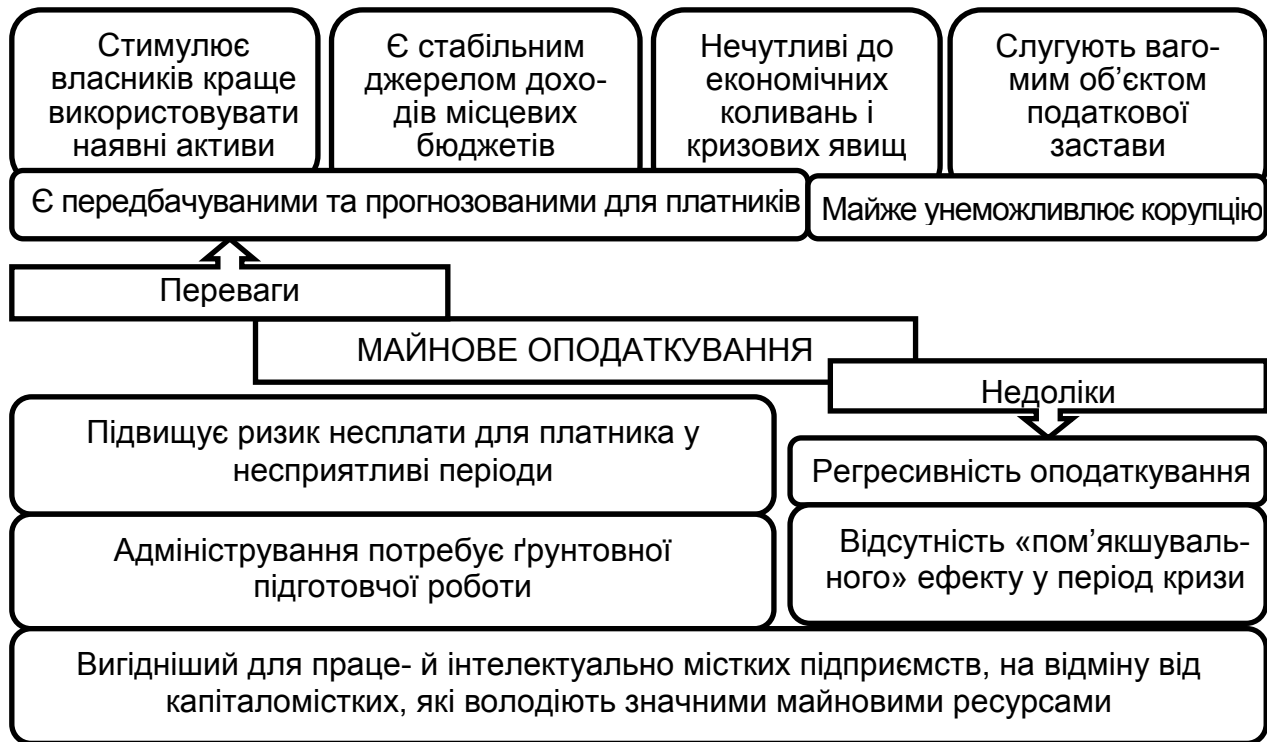 Стимулює
власників краще
використовувати
наявні активи
Є стабільним
джерелом дохо-
дів місцевих
бюджетів
Нечутливі до
економічних
коливань і
кризових явищ
Слугують ваго-
мим об’єктом
податкової
застави
Є передбачуваними та прогнозованими для платників
Майже унеможливлює корупцію
Переваги
МАЙНОВЕ ОПОДАТКУВАННЯ
Недоліки
Підвищує ризик несплати для платника у
несприятливі періоди
Регресивність оподаткування
Адміністрування потребує ґрунтовної
підготовчої роботи
Відсутність «пом’якшуваль-
ного» ефекту у період кризи
Вигідніший для праце- й інтелектуально містких підприємств, на відміну від
капіталомістких, які володіють значними майновими ресурсами